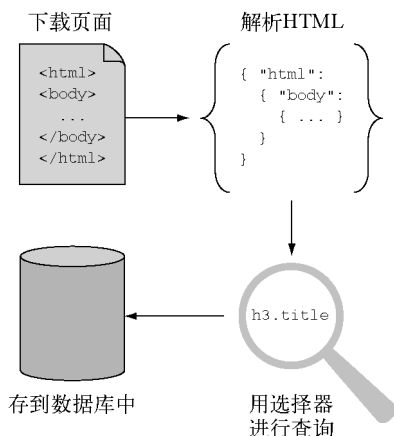 下载页面
<html>
<body>
...
</body>
</html>
解析HTML
{ "html":
{ "body":
{ ... }
}
}
h3.title
用选择器
进行查询
存到数据库中